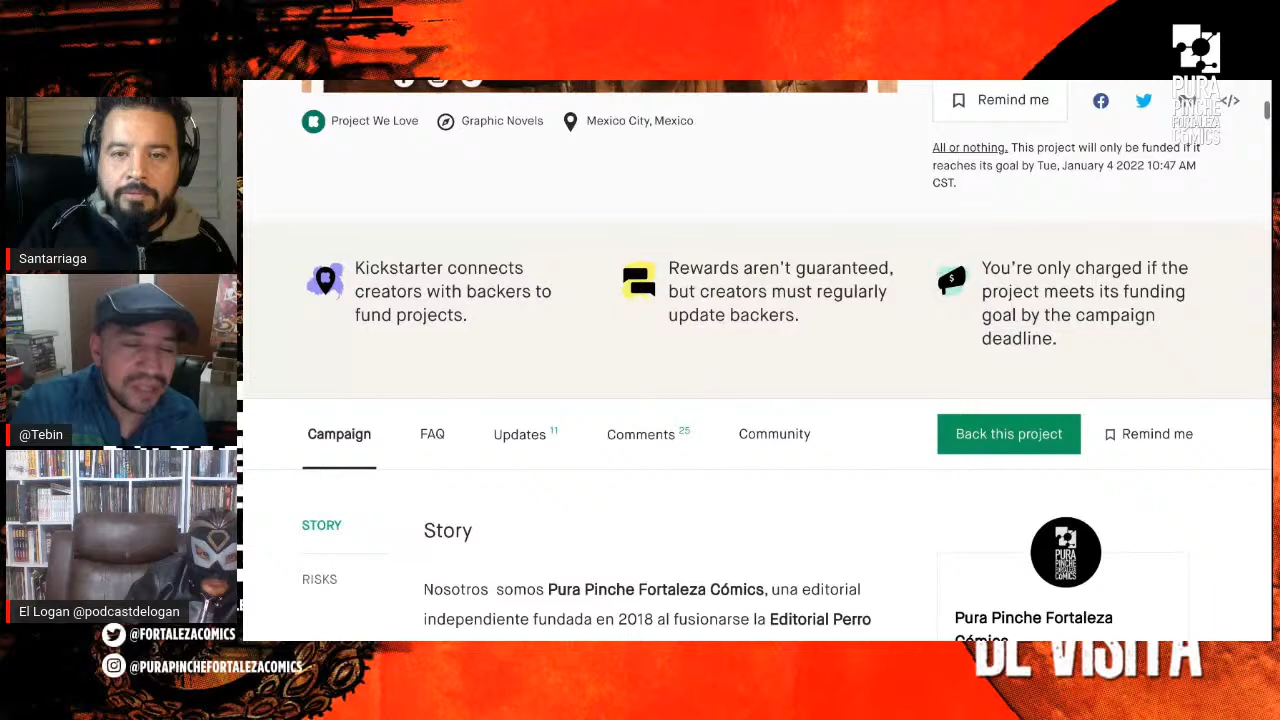 PURA
PINCHE
FORTALEZA
CÓMICS
Remind me
Project We Love
Graphic Novels
Mexico City, Mexico
All or nothing. This project will only be funded if it
reaches its goal by Tue, January 4 2022 10:47 AM
CST.
Santarriaga
Kickstarter connects
creators with backers to
fund projects.
Rewards aren't guaranteed,
but creators must regularly
update backers.
You're only charged if the
project meets its funding
goal by the campaign
deadline.
@Tebin
Campaign
FAQ
Updates 11
Comments 25
Community
Back this project
Remind me
STORY
Story
RISKS
Nosotros somos Pura Pinche Fortaleza Cómics, una editorial
independiente fundada en 2018 al fusionarse la Editorial Perro
PURA
PINCHE
FORTALEZA
CÓMICS
Pura Pinche Fortaleza
Cómics
El Logan @podcastdelogan
@FORTALEZACOMICS
@PURAPINCHEFORTALEZACOMICS
DE VISITA